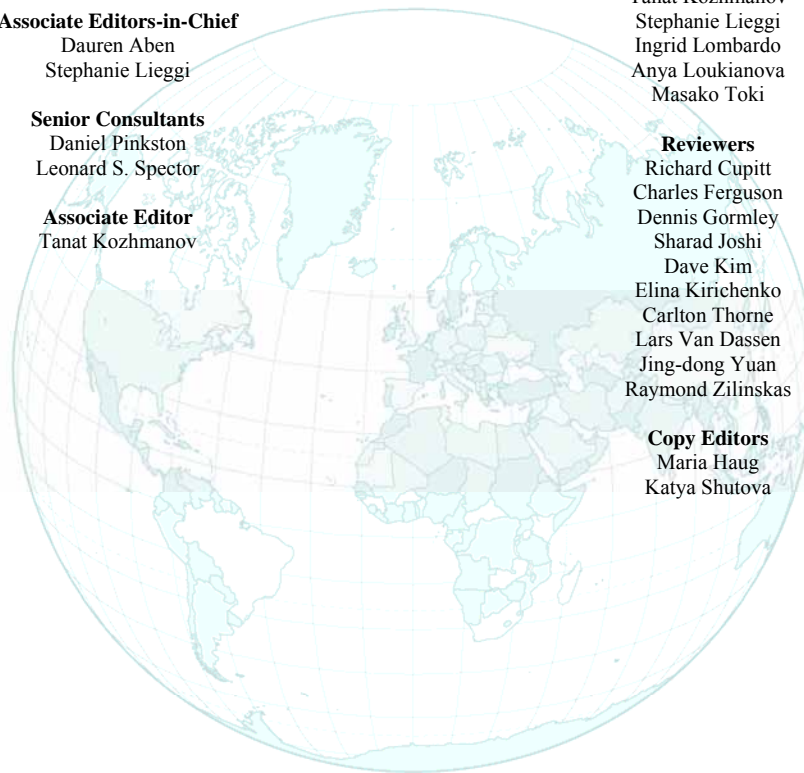 Associate Editors-in-Chief
Dauren Aben
Stephanie Lieggi
Senior Consultants
Daniel Pinkston
Leonard S. Spector
Associate Editor
Tanat Kozhmanov
Tanat Kozhmanov
Stephanie Lieggi
Ingrid Lombardo
Anya Loukianova
Masako Toki
Reviewers
Richard Cupitt
Charles Ferguson
Dennis Gormley
Sharad Joshi
Dave Kim
Elina Kirichenko
Carlton Thorne
Lars Van Dassen
Jing-dong Yuan
Raymond Zilinskas
Copy Editors
Maria Haug
Katya Shutova